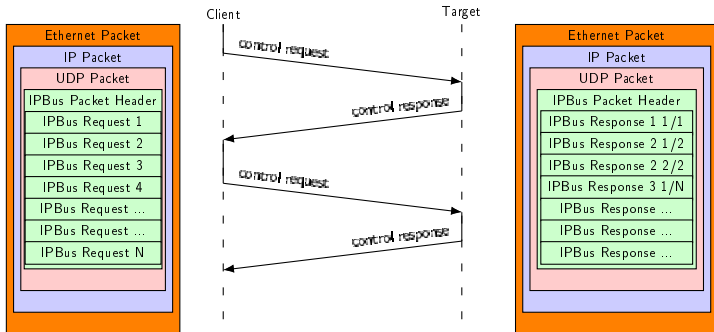 Ethernet Packet
IP Packet
UDP Packet
IPBus Packet Header
IPBus Request 1
IPBus Request 2
IPBus Request 3
IPBus Request 4
IPBus Request ...
IPBus Request ...
IPBus Request N
Client
Target
control request
control response
control request
control response
Ethernet Packet
IP Packet
UDP Packet
IPBus Packet Header
IPBus Response 1 1/1
IPBus Response 2 1/2
IPBus Response 2 2/2
IPBus Response 3 1/N
IPBus Response ...
IPBus Response ...
IPBus Response ...